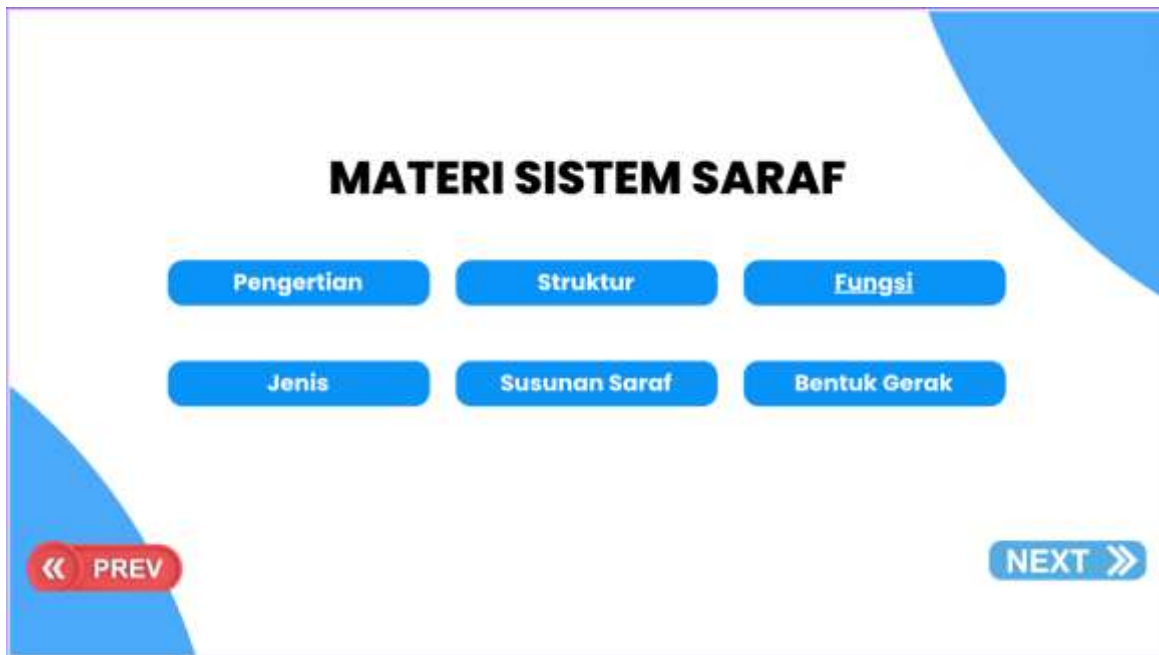 MATERI SISTEM SARAF
Pengertian
Struktur
Fungsi
Jenis
Susunan Saraf
Bentuk Gerak
PREV
NEXT